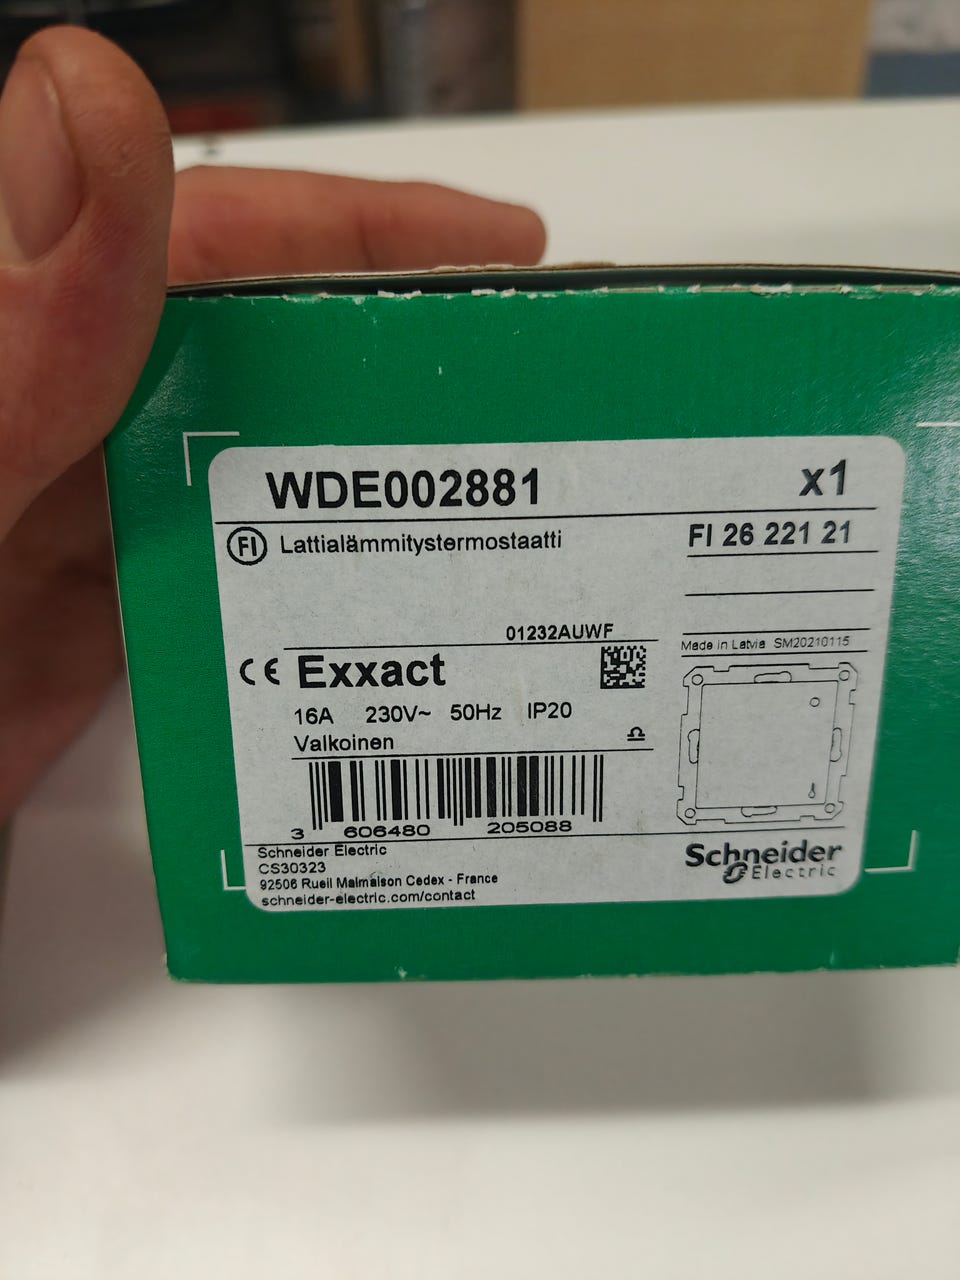 WDE002881 x1
FI Lattialämmitystermostaatti FI 26 221 21
01232AUWF
Made in Latvia SM20210115
CE Exxact
16A 230V~ 50Hz IP20
Valkoinen
3 606480 205088
Schneider Electric
CS30323
92506 Rueil Malmaison Cedex - France
schneider-electric.com/contact
Schneider
Electric